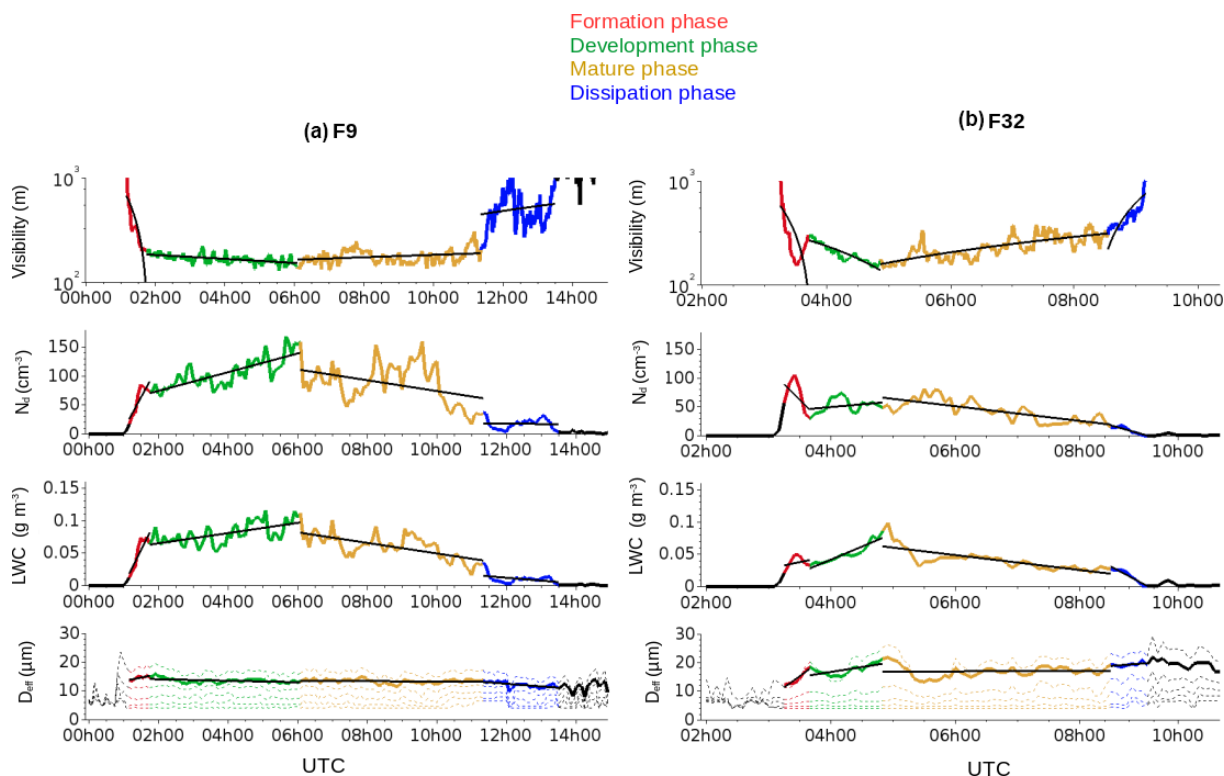 Formation phase
Development phase
Mature phase
Dissipation phase
(a) F9
(b) F32
Visibility (m)
10³
10²
00h00 02h00 04h00 06h00 08h00 10h00 12h00 14h00
Visibility (m)
10³
10²
02h00 04h00 06h00 08h00 10h00
Nd (cm⁻³)
150
100
50
0
00h00 02h00 04h00 06h00 08h00 10h00 12h00 14h00
Nd (cm⁻³)
150
100
50
0
02h00 04h00 06h00 08h00 10h00
LWC (g m⁻³)
0.15
0.1
0.05
0
00h00 02h00 04h00 06h00 08h00 10h00 12h00 14h00
LWC (g m⁻³)
0.15
0.1
0.05
0
02h00 04h00 06h00 08h00 10h00
Deff (µm)
30
20
10
0
00h00 02h00 04h00 06h00 08h00 10h00 12h00 14h00
UTC
Deff (µm)
30
20
10
0
02h00 04h00 06h00 08h00 10h00
UTC